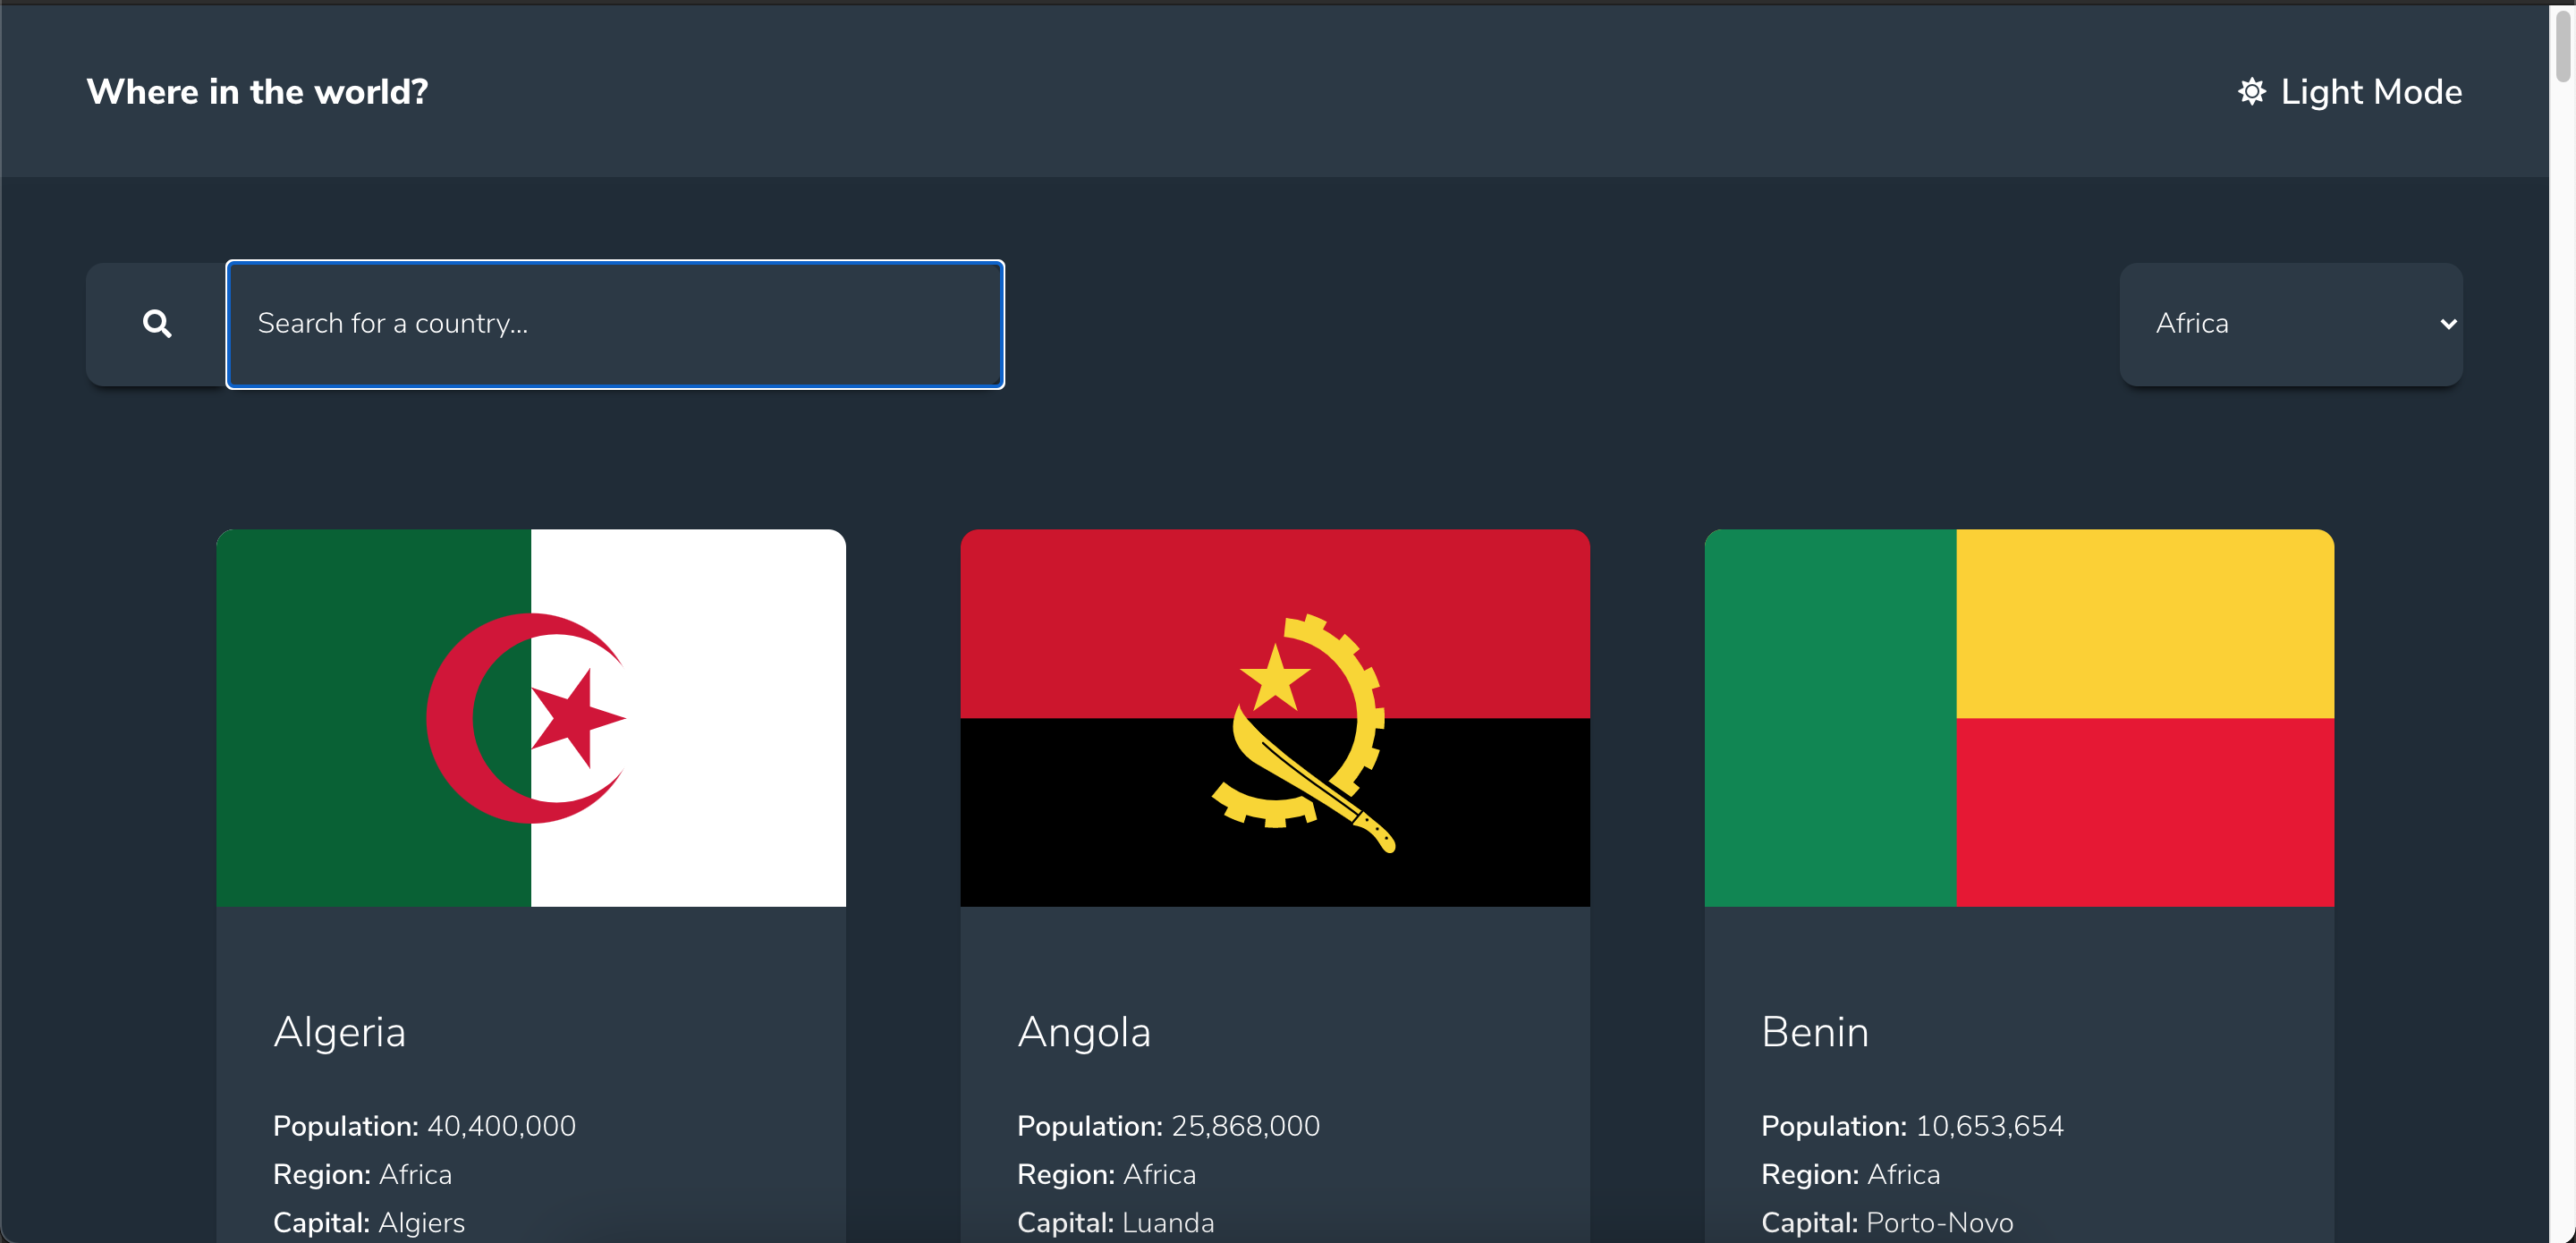 Where in the world?
Light Mode
Search for a country...
Africa
Algeria
Population: 40,400,000
Region: Africa
Capital: Algiers
Angola
Population: 25,868,000
Region: Africa
Capital: Luanda
Benin
Population: 10,653,654
Region: Africa
Capital: Porto-Novo